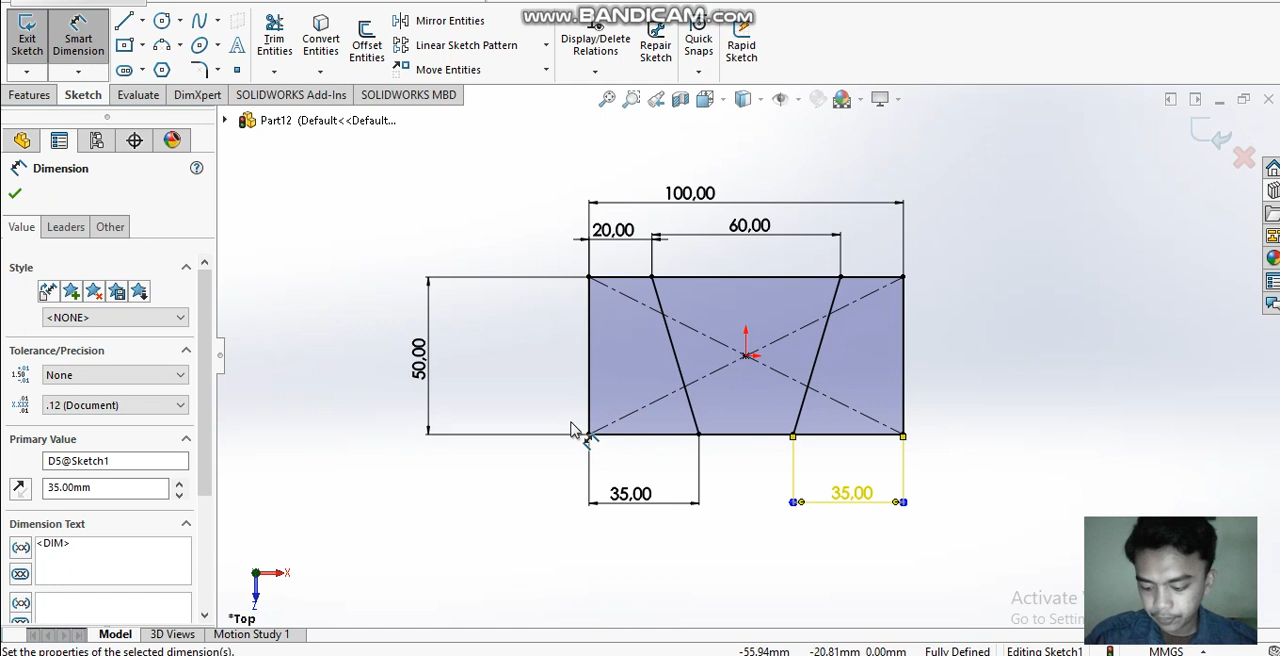 www.BANDICAM.com
Exit Sketch
Smart Dimension
Trim Entities
Convert Entities
Offset Entities
Mirror Entities
Linear Sketch Pattern
Move Entities
Display/Delete Relations
Repair Sketch
Quick Snaps
Rapid Sketch
Features
Sketch
Evaluate
DimXpert
SOLIDWORKS Add-Ins
SOLIDWORKS MBD
Part12 (Default<<Default...
Dimension
Value
Leaders
Other
Style
<NONE>
Tolerance/Precision
None
.12 (Document)
Primary Value
D5@Sketch1
35.00mm
Dimension Text
<DIM>
100,00
20,00
60,00
50,00
35,00
35,00
X
Z
*Top
Activate
Go to Settin
Model
3D Views
Motion Study 1
Set the properties of the selected dimension(s).
-55.94mm
-20.81mm
0.00mm
Fully Defined
Editing Sketch1
MMGS